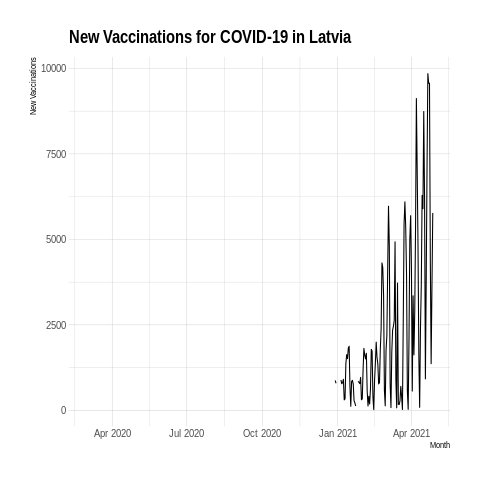 New Vaccinations for COVID-19 in Latvia
New Vaccinations
10000
7500
5000
2500
0
Apr 2020
Jul 2020
Oct 2020
Jan 2021
Apr 2021
Month